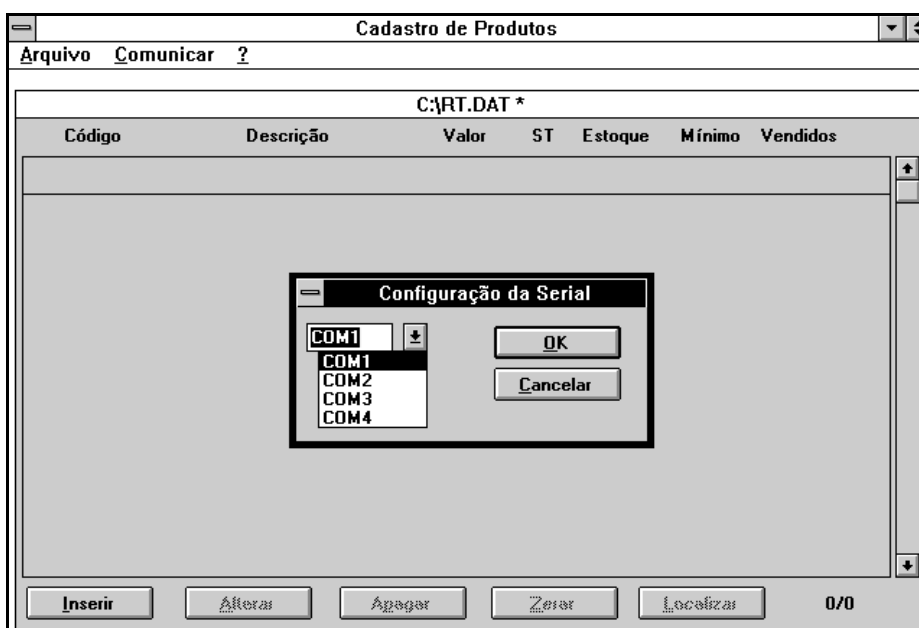 Cadastro de Produtos
Arquivo Comunicar ?
C:\RT.DAT *
Código Descrição Valor ST Estoque Mínimo Vendidos
Configuração da Serial
COM1
OK
COM1
COM2
COM3
COM4
Cancelar
Inserir Alterar Apagar Zerar Localizar 0/0